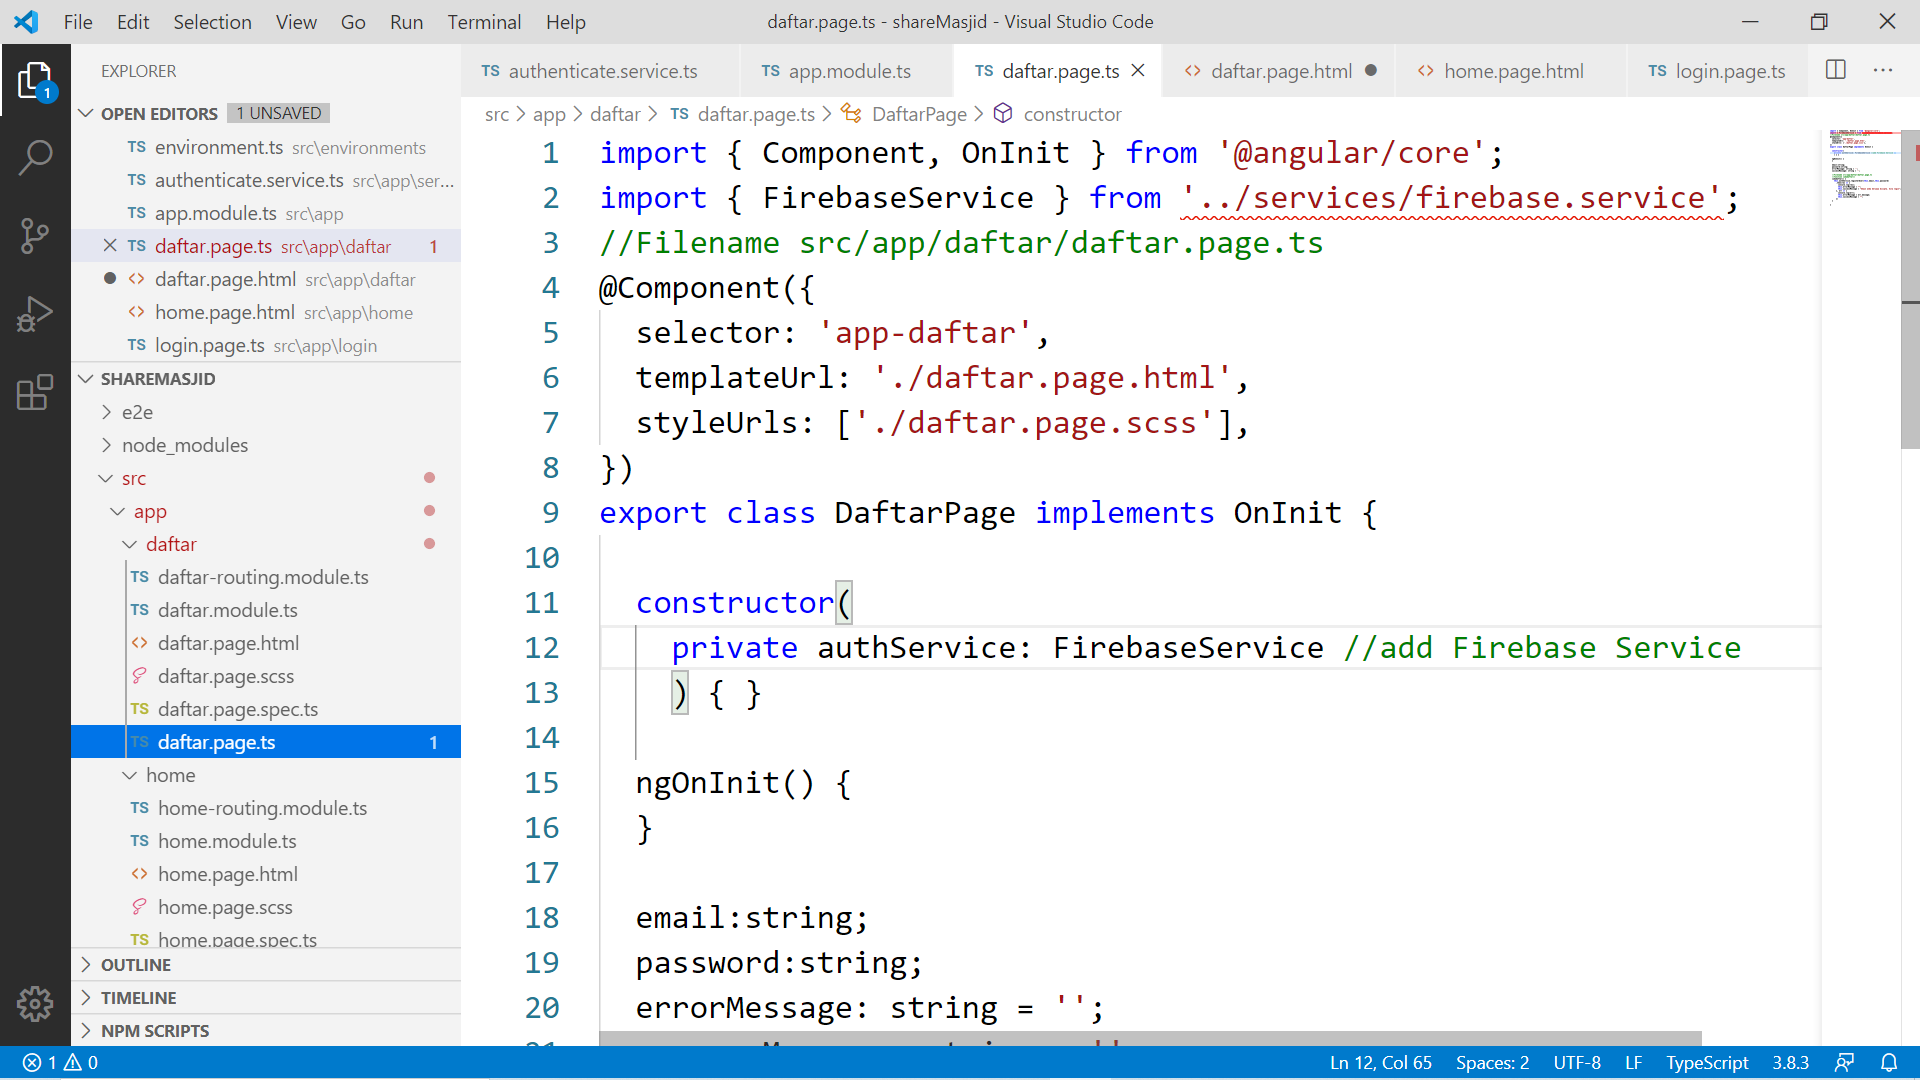 File Edit Selection View Go Run Terminal Help
daftar.page.ts - shareMasjid - Visual Studio Code
1
EXPLORER
OPEN EDITORS 1 UNSAVED
TS environment.ts src\environments
TS authenticate.service.ts src\app\ser...
TS app.module.ts src\app
TS daftar.page.ts src\app\daftar 1
<> daftar.page.html src\app\daftar
<> home.page.html src\app\home
TS login.page.ts src\app\login
SHAREMASJID
e2e
node_modules
src
app
daftar
TS daftar-routing.module.ts
TS daftar.module.ts
<> daftar.page.html
daftar.page.scss
TS daftar.page.spec.ts
TS daftar.page.ts 1
home
TS home-routing.module.ts
TS home.module.ts
<> home.page.html
home.page.scss
TS home.page.spec.ts
OUTLINE
TIMELINE
NPM SCRIPTS
TS authenticate.service.ts TS app.module.ts TS daftar.page.ts <> daftar.page.html <> home.page.html TS login.page.ts
src > app > daftar > TS daftar.page.ts > DaftarPage > constructor
1 import { Component, OnInit } from '@angular/core';
2 import { FirebaseService } from '../services/firebase.service';
3 //Filename src/app/daftar/daftar.page.ts
4 @Component({
5 selector: 'app-daftar',
6 templateUrl: './daftar.page.html',
7 styleUrls: ['./daftar.page.scss'],
8 })
9 export class DaftarPage implements OnInit {
10
11 constructor(
12 private authService: FirebaseService //add Firebase Service
13 ) { }
14
15 ngOnInit() {
16 }
17
18 email:string;
19 password:string;
20 errorMessage: string = '';
1 0
Ln 12, Col 65 Spaces: 2 UTF-8 LF TypeScript 3.8.3